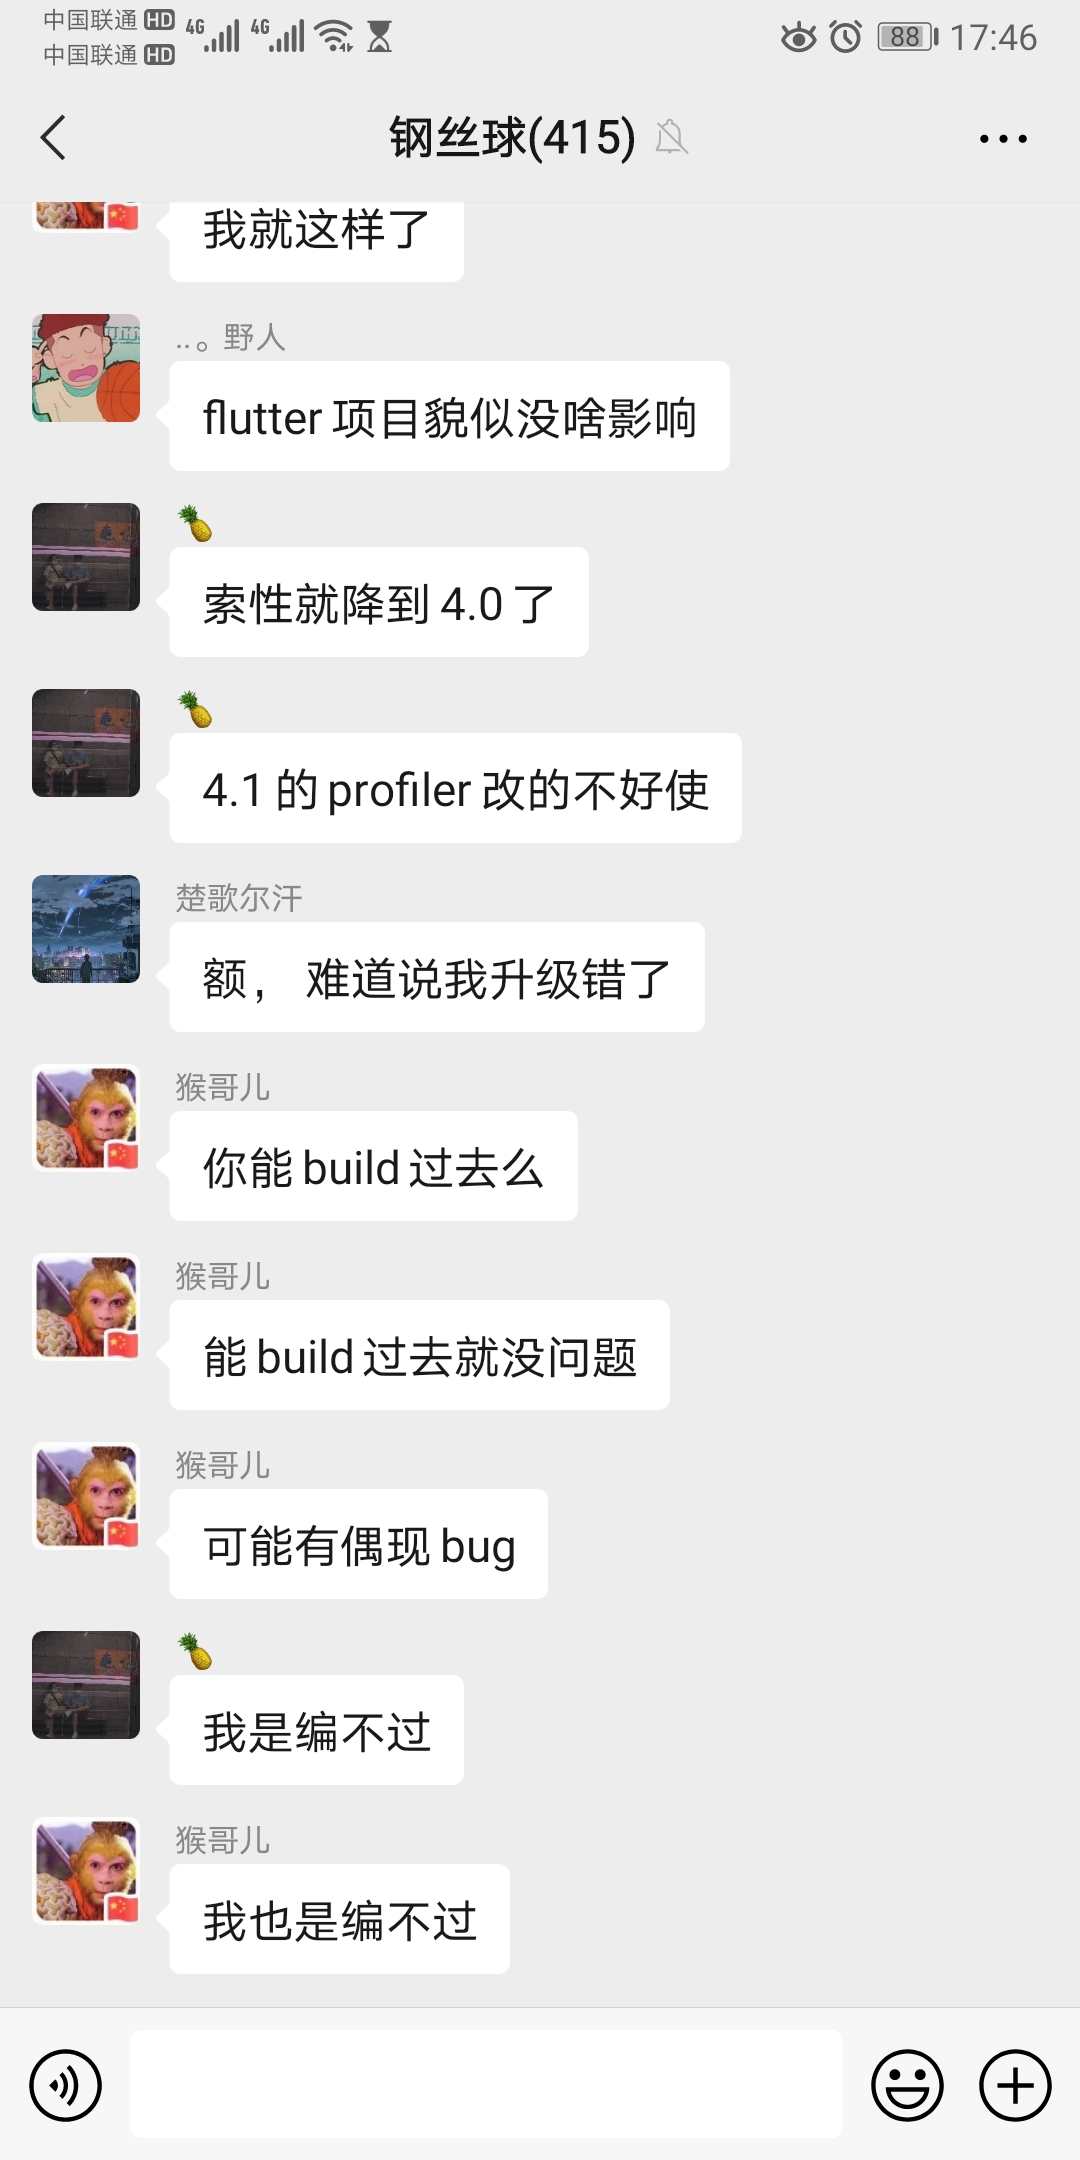 中国联通 HD 4G 4G 88 17:46
中国联通 HD
钢丝球(415)
我就这样了
..。野人
flutter 项目貌似没啥影响
🍍
索性就降到 4.0 了
🍍
4.1 的 profiler 改的不好使
楚歌尔汗
额， 难道说我升级错了
猴哥儿
你能 build 过去么
猴哥儿
能 build 过去就没问题
猴哥儿
可能有偶现 bug
🍍
我是编不过
猴哥儿
我也是编不过